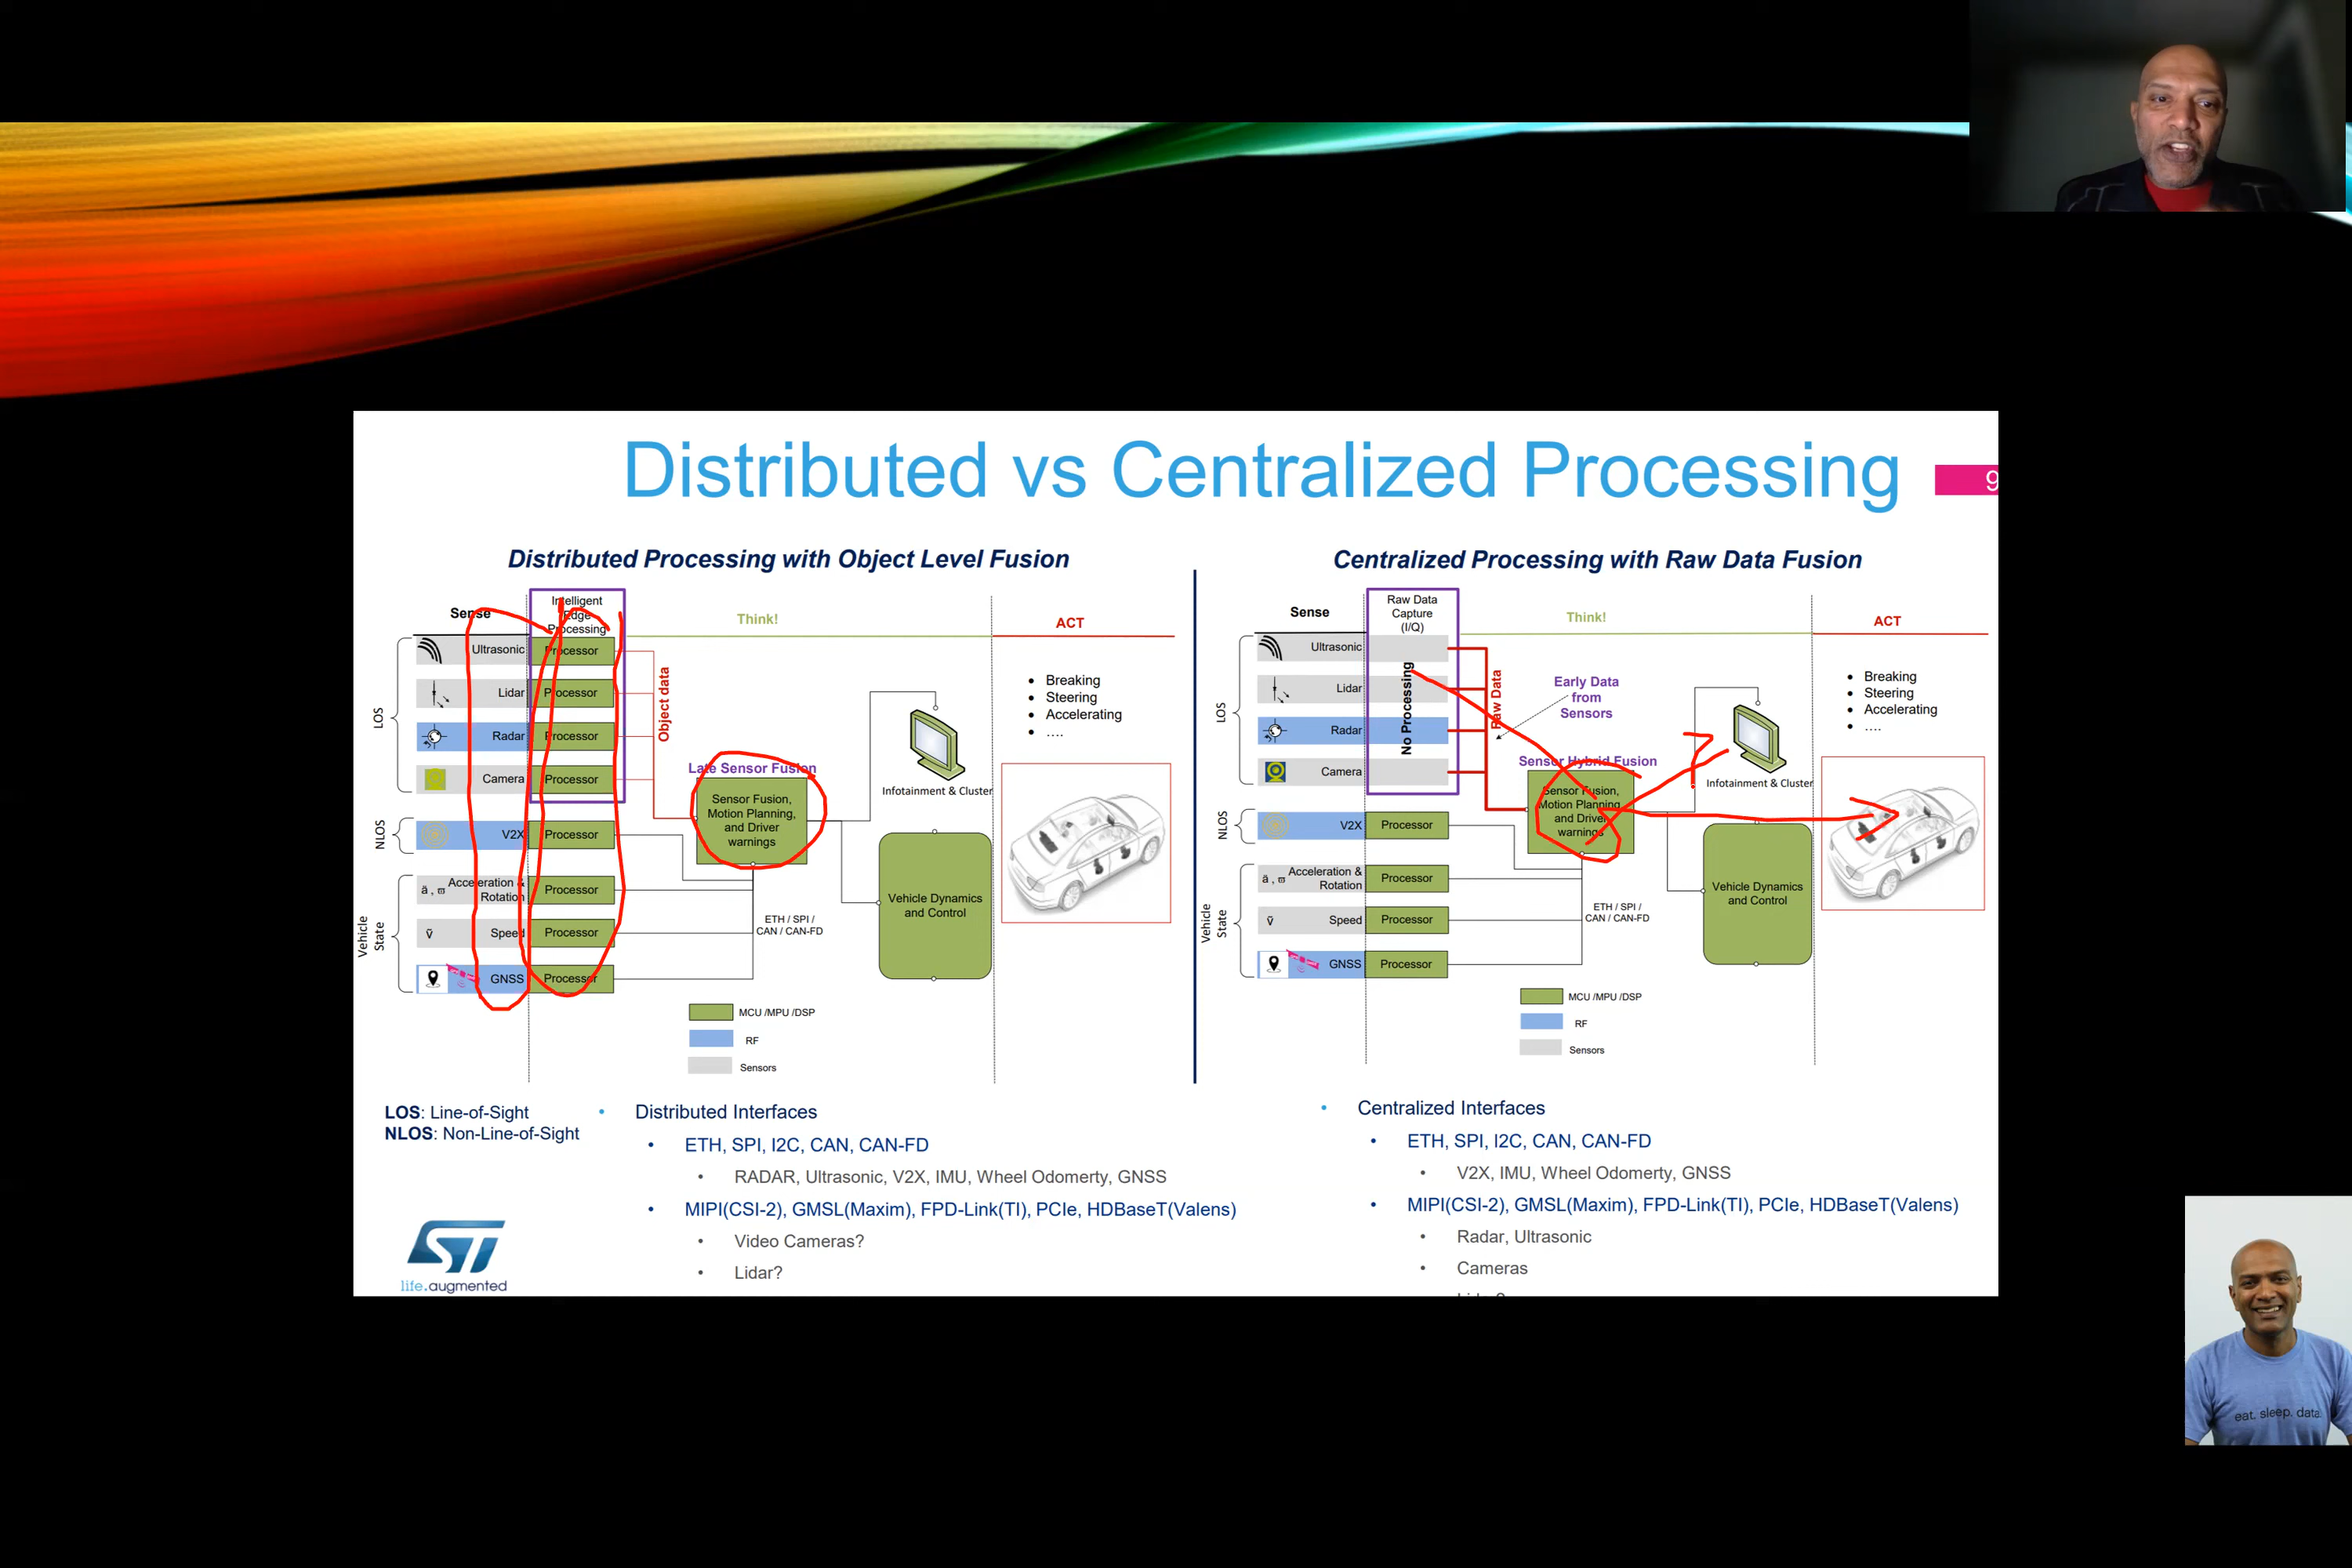 Distributed vs Centralized Processing
9
Distributed Processing with Object Level Fusion
Sense
Intelligent
Edge
Processing
Think!
ACT
LOS
Ultrasonic
Processor
Lidar
Processor
Radar
Processor
Camera
Processor
Object data
NLOS
V2X
Processor
Vehicle
State
ä , ϖ
Acceleration &
Rotation
Processor
ṽ
Speed
Processor
GNSS
Processor
Late Sensor Fusion
Sensor Fusion,
Motion Planning,
and Driver
warnings
ETH / SPI /
CAN / CAN-FD
Infotainment & Cluster
Vehicle Dynamics
and Control
• Breaking
• Steering
• Accelerating
• ....
MCU /MPU /DSP
RF
Sensors
Centralized Processing with Raw Data Fusion
Sense
Raw Data
Capture
(I/Q)
Think!
ACT
LOS
Ultrasonic
Lidar
Radar
Camera
No Processing
Raw Data
Early Data
from
Sensors
NLOS
V2X
Processor
Vehicle
State
ä , ϖ
Acceleration &
Rotation
Processor
ṽ
Speed
Processor
GNSS
Processor
Sensor Hybrid Fusion
Sensor Fusion,
Motion Planning
and Driver
warnings
ETH / SPI /
CAN / CAN-FD
Infotainment & Cluster
Vehicle Dynamics
and Control
• Breaking
• Steering
• Accelerating
• ....
MCU /MPU /DSP
RF
Sensors
LOS: Line-of-Sight
NLOS: Non-Line-of-Sight
• Distributed Interfaces
• ETH, SPI, I2C, CAN, CAN-FD
• RADAR, Ultrasonic, V2X, IMU, Wheel Odomerty, GNSS
• MIPI(CSI-2), GMSL(Maxim), FPD-Link(TI), PCIe, HDBaseT(Valens)
• Video Cameras?
• Lidar?
• Centralized Interfaces
• ETH, SPI, I2C, CAN, CAN-FD
• V2X, IMU, Wheel Odomerty, GNSS
• MIPI(CSI-2), GMSL(Maxim), FPD-Link(TI), PCIe, HDBaseT(Valens)
• Radar, Ultrasonic
• Cameras
ST
life.augmented
eat. sleep. data.